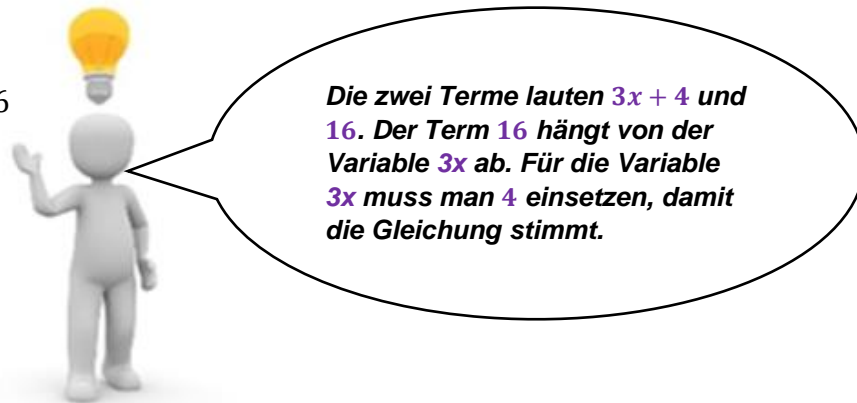 6
Die zwei Terme lauten 3x + 4 und
16. Der Term 16 hängt von der
Variable 3x ab. Für die Variable
3x muss man 4 einsetzen, damit
die Gleichung stimmt.